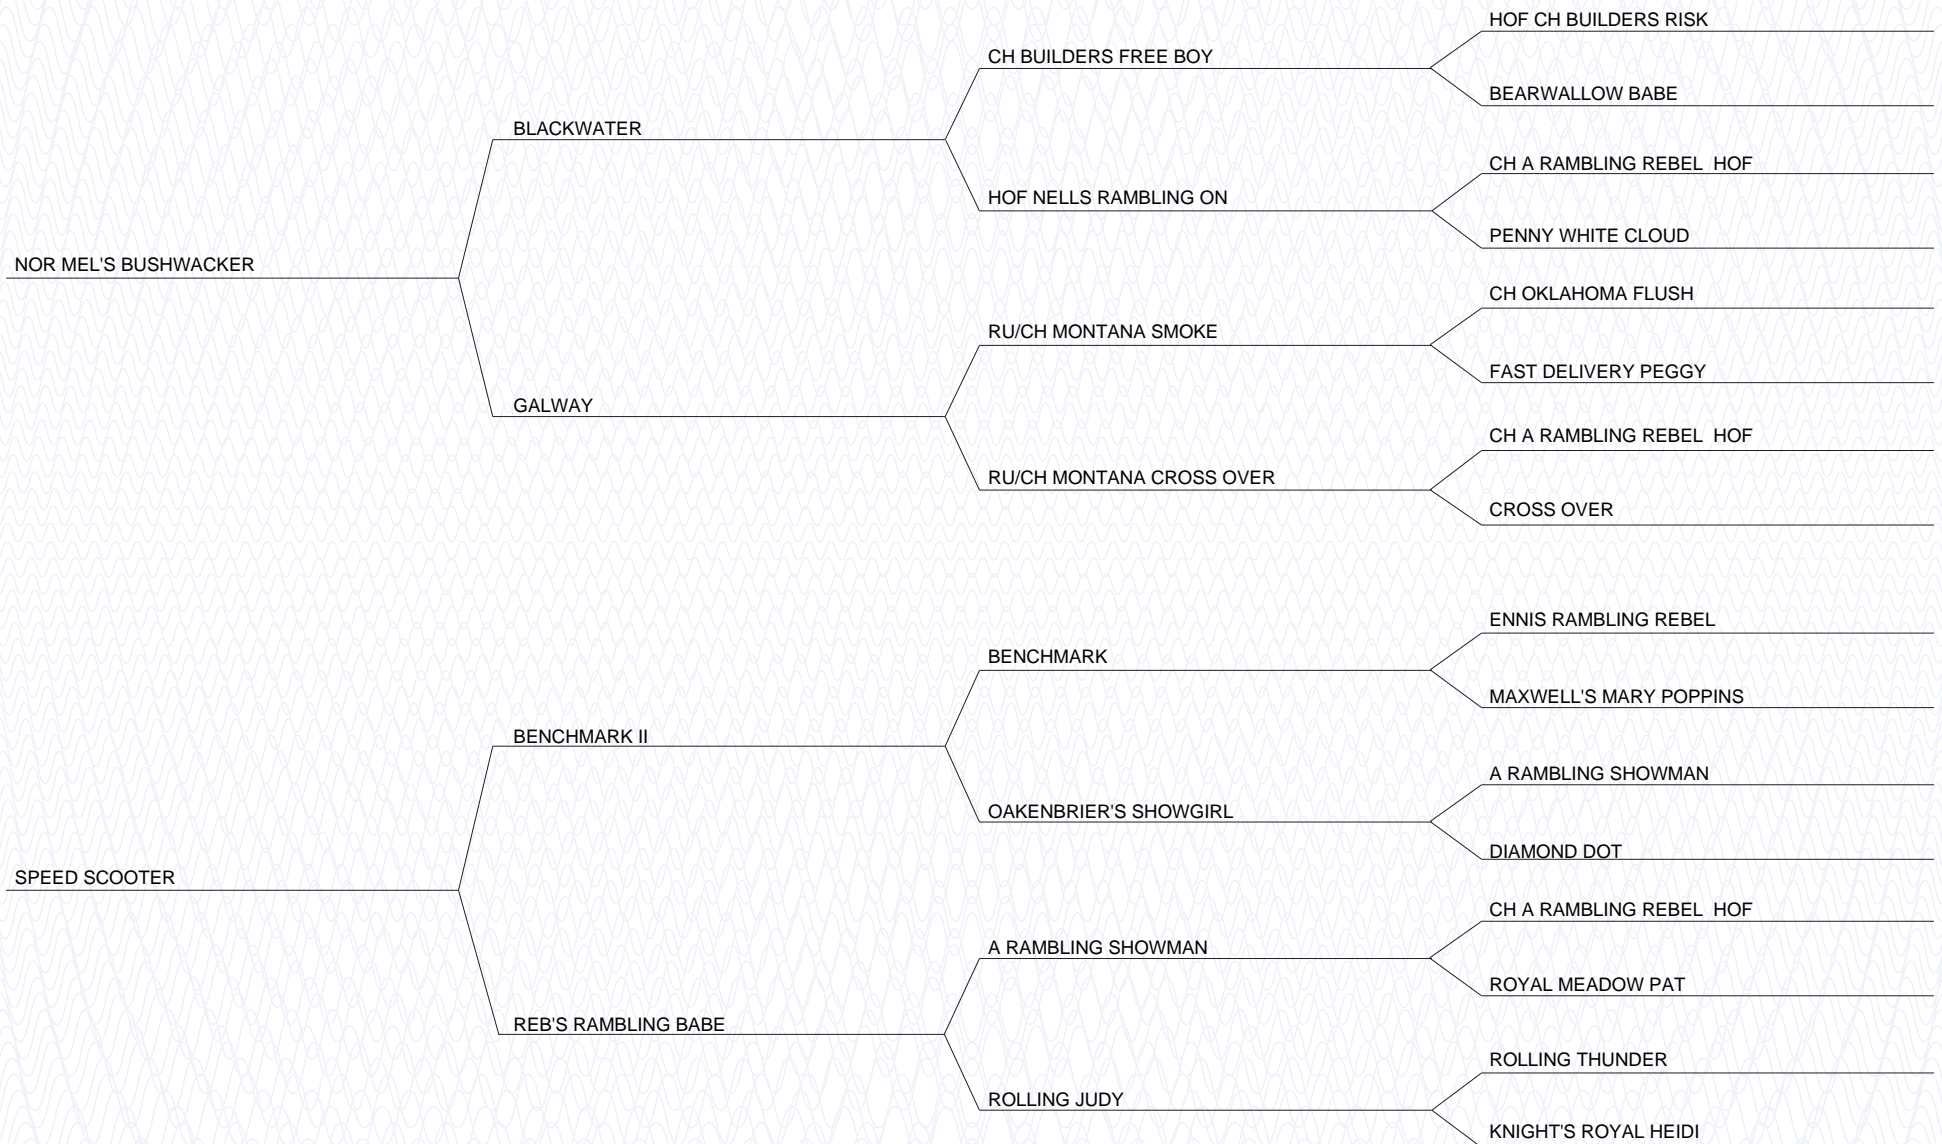 HOF CH BUILDERS RISK
CH BUILDERS FREE BOY
BEARWALLOW BABE
BLACKWATER
CH A RAMBLING REBEL  HOF
HOF NELLS RAMBLING ON
PENNY WHITE CLOUD
NOR MEL'S BUSHWACKER
CH OKLAHOMA FLUSH
RU/CH MONTANA SMOKE
FAST DELIVERY PEGGY
GALWAY
CH A RAMBLING REBEL  HOF
RU/CH MONTANA CROSS OVER
CROSS OVER
ENNIS RAMBLING REBEL
BENCHMARK
MAXWELL'S MARY POPPINS
BENCHMARK II
A RAMBLING SHOWMAN
OAKENBRIER'S SHOWGIRL
DIAMOND DOT
SPEED SCOOTER
CH A RAMBLING REBEL  HOF
A RAMBLING SHOWMAN
ROYAL MEADOW PAT
REB'S RAMBLING BABE
ROLLING THUNDER
ROLLING JUDY
KNIGHT'S ROYAL HEIDI